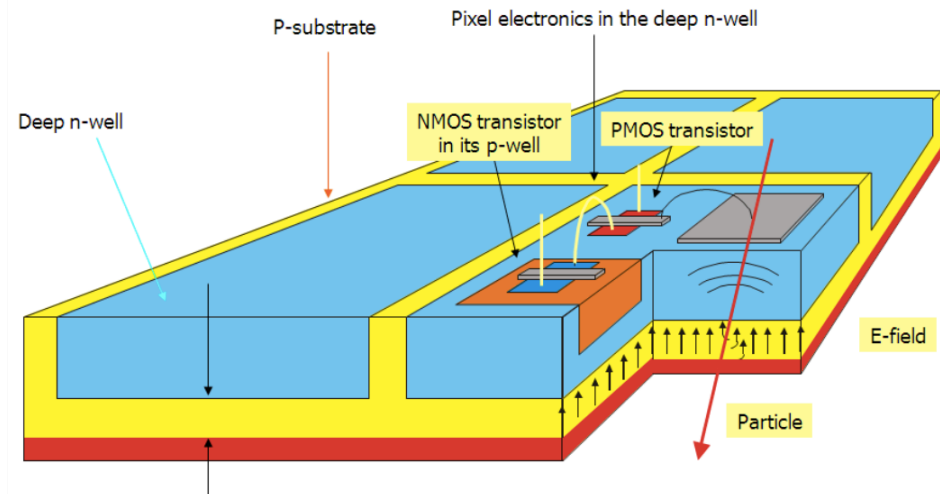 Pixel electronics in the deep n-well
P-substrate
Deep n-well
NMOS transistor
in its p-well
PMOS transistor
E-field
Particle